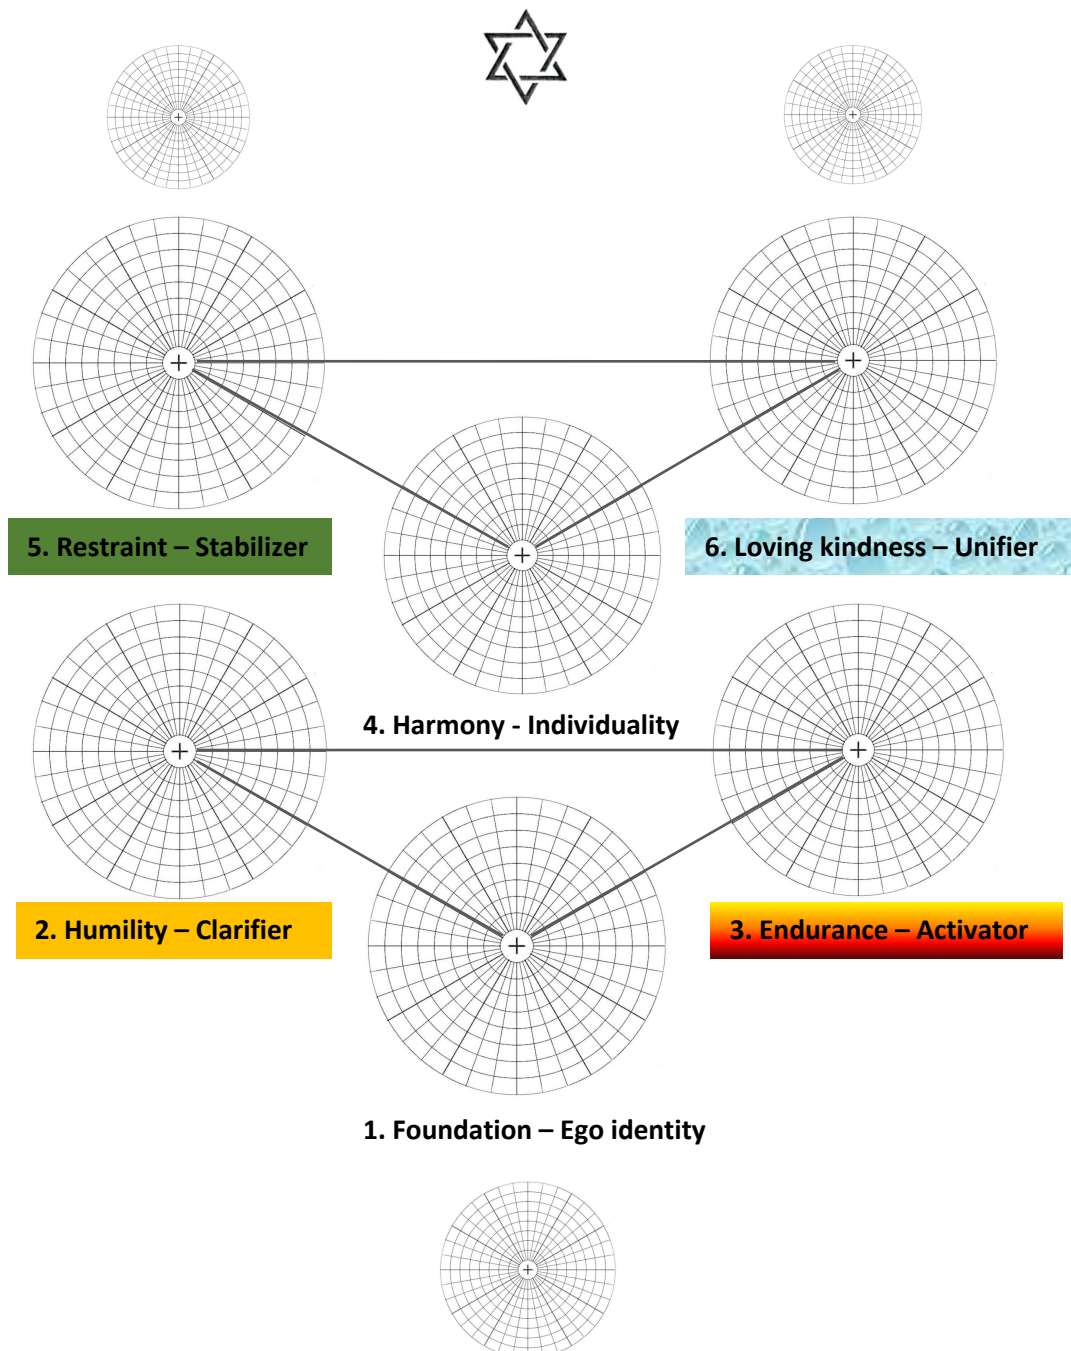 5. Restraint – Stabilizer
6. Loving kindness – Unifier
4. Harmony - Individuality
2. Humility – Clarifier
3. Endurance – Activator
1. Foundation – Ego identity